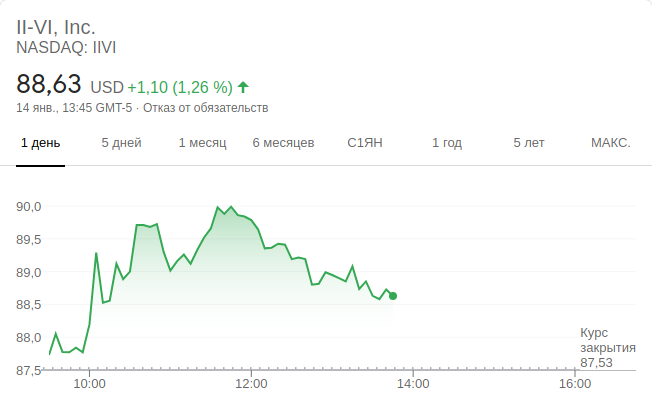 II-VI, Inc.
NASDAQ: IIVI
88,63 USD +1,10 (1,26 %)
14 янв., 13:45 GMT-5 · Отказ от обязательств
1 день 5 дней 1 месяц 6 месяцев С1ЯН 1 год 5 лет МАКС.
90,0
89,5
89,0
88,5
88,0
87,5
Курс
закрытия
87,53
10:00 12:00 14:00 16:00